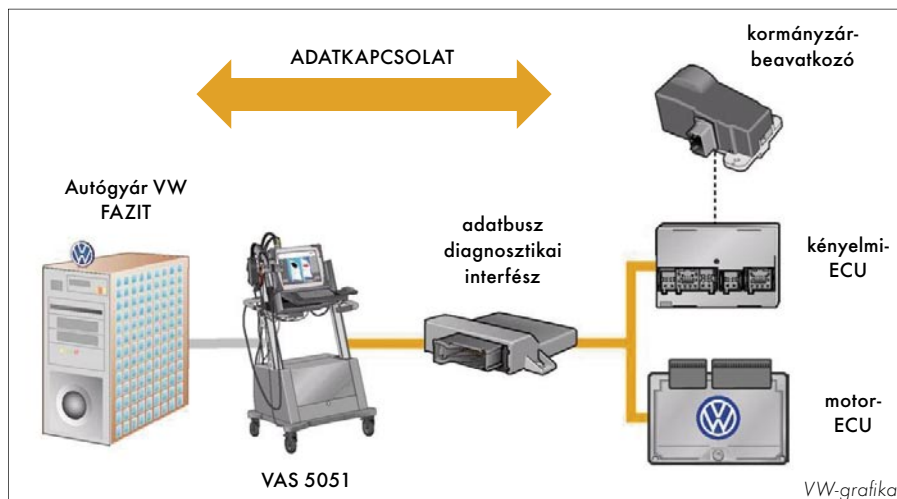 ADATKAPCSOLAT
kormányzár-
beavatkozó
Autógyár VW
FAZIT
adatbusz
diagnosztikai
interfész
kényelmi-
ECU
motor-
ECU
VAS 5051
VW-grafika